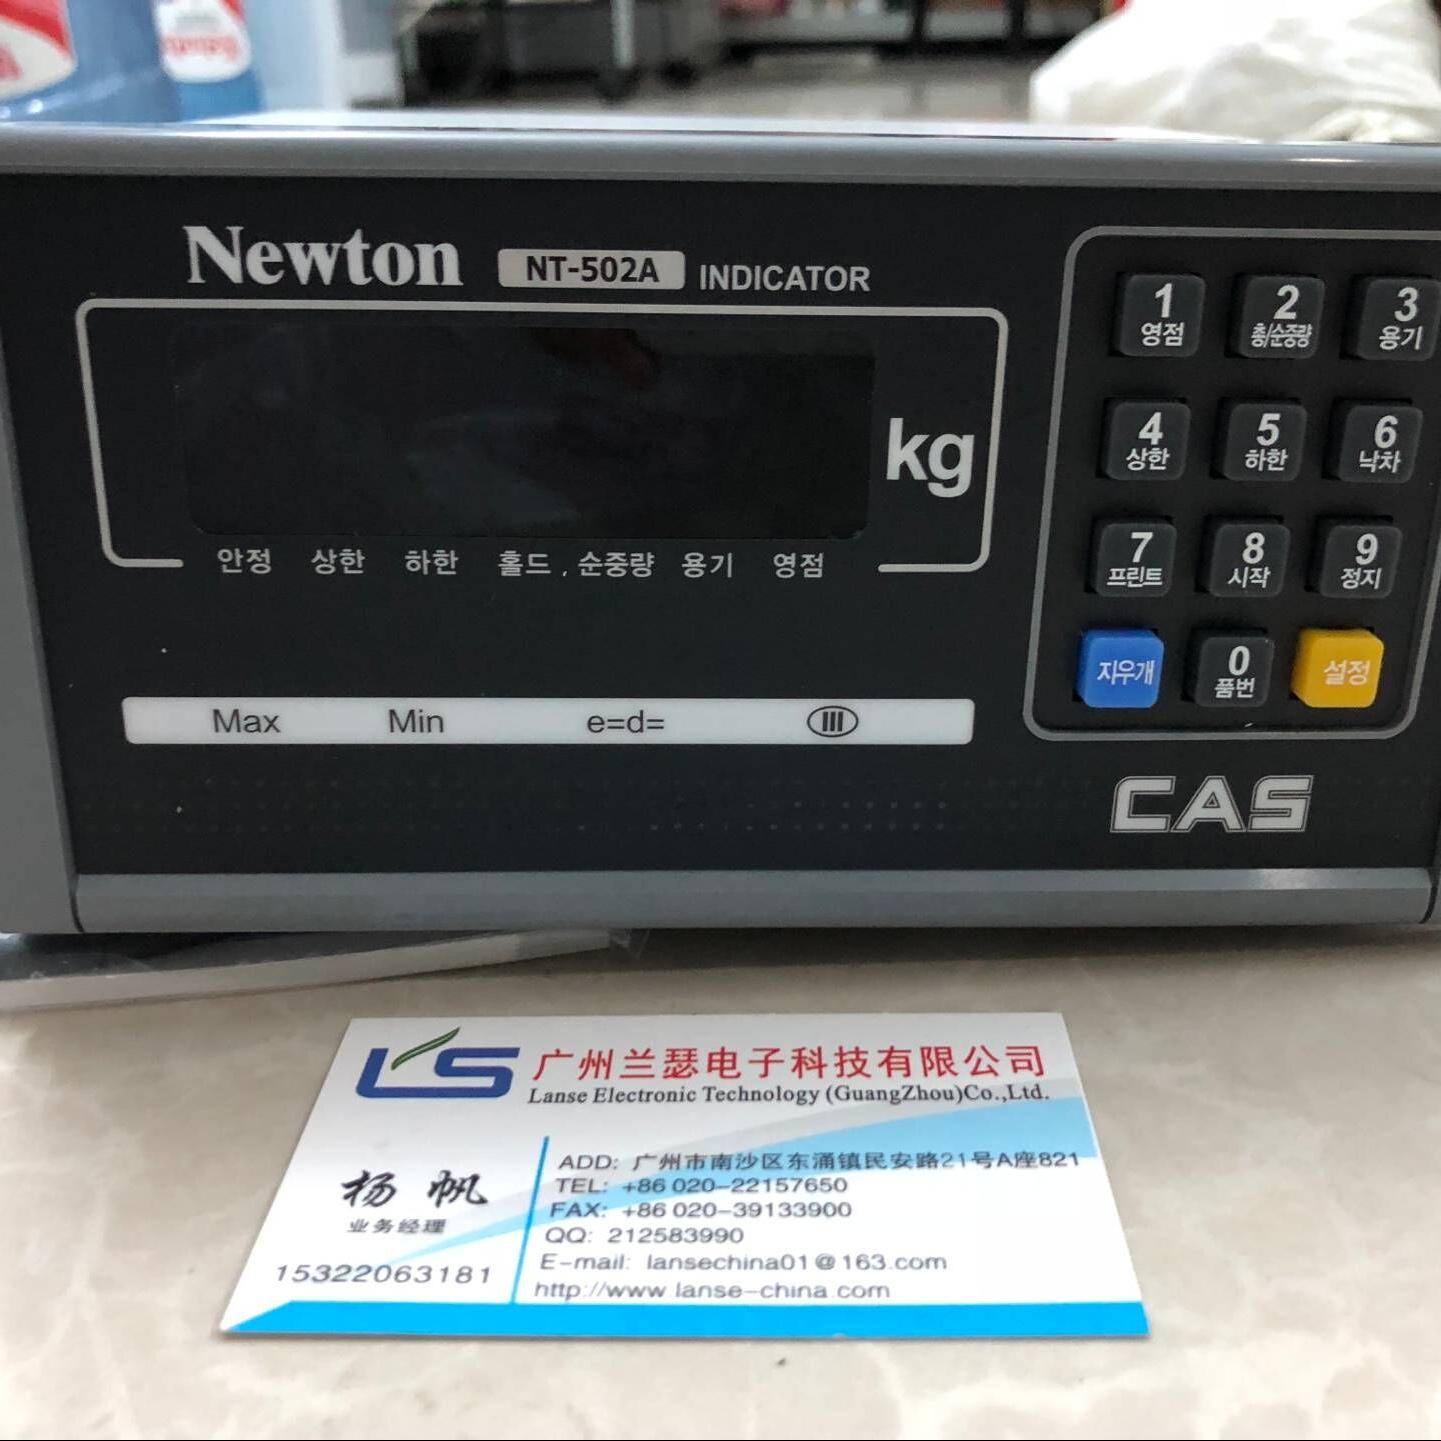 Newton NT-502A INDICATOR
kg
안정 상한 하한 홀드 . 순중량 용기 영점
Max Min e=d= III
1 영점
2 총/순중량
3 용기
4 상한
5 하한
6 낙차
7 프린트
8 시작
9 정지
지우개
0 품번
설정
CAS
LS 广州兰瑟电子科技有限公司
Lanse Electronic Technology (GuangZhou)Co.,Ltd.
杨帆
业务经理
15322063181
ADD: 广州市南沙区东涌镇民安路21号A座821
TEL: +86 020-22157650
FAX: +86 020-39133900
QQ: 212583990
E-mail: lansechina01@163.com
http://www.lanse-china.com